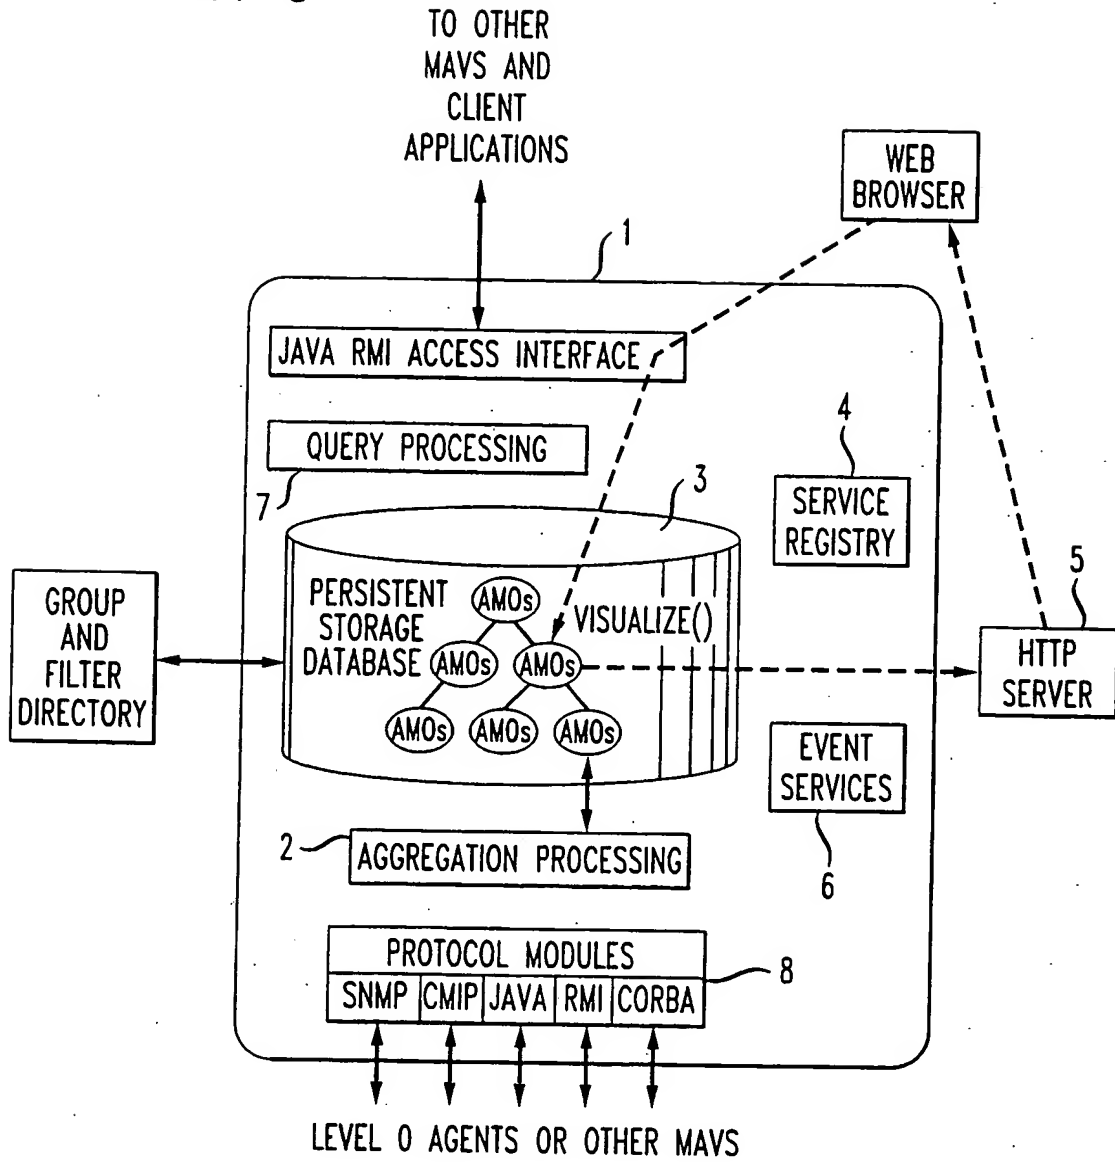 TO OTHER
MAVS AND
CLIENT
APPLICATIONS
WEB
BROWSER
1
JAVA RMI ACCESS INTERFACE
QUERY PROCESSING
7
4
SERVICE
REGISTRY
3
PERSISTENT
STORAGE
DATABASE
AMOs
AMOs
AMOs
AMOs
AMOs
AMOs
VISUALIZE()
GROUP
AND
FILTER
DIRECTORY
5
HTTP
SERVER
EVENT
SERVICES
6
2
AGGREGATION PROCESSING
PROTOCOL MODULES
SNMP CMIP JAVA RMI CORBA
8
LEVEL 0 AGENTS OR OTHER MAVS